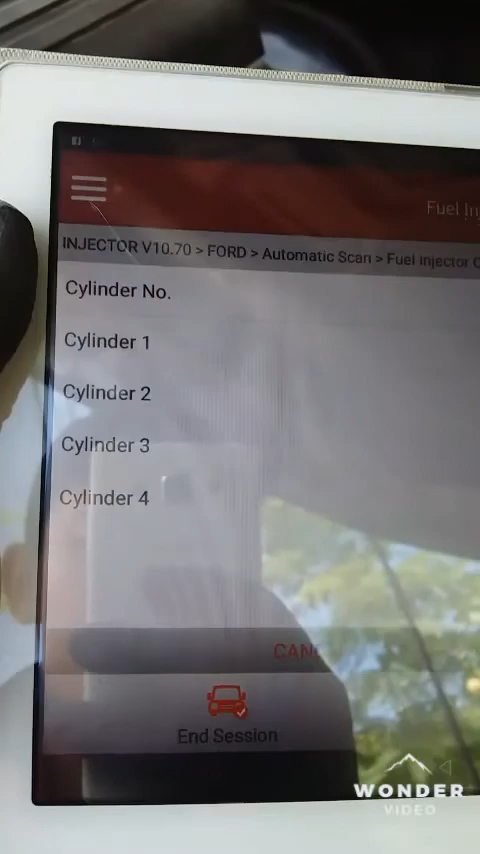 Fuel In
INJECTOR V10.70 > FORD > Automatic Scan > Fuel Injector C
Cylinder No.
Cylinder 1
Cylinder 2
Cylinder 3
Cylinder 4
CAN
End Session
WONDER
VIDEO